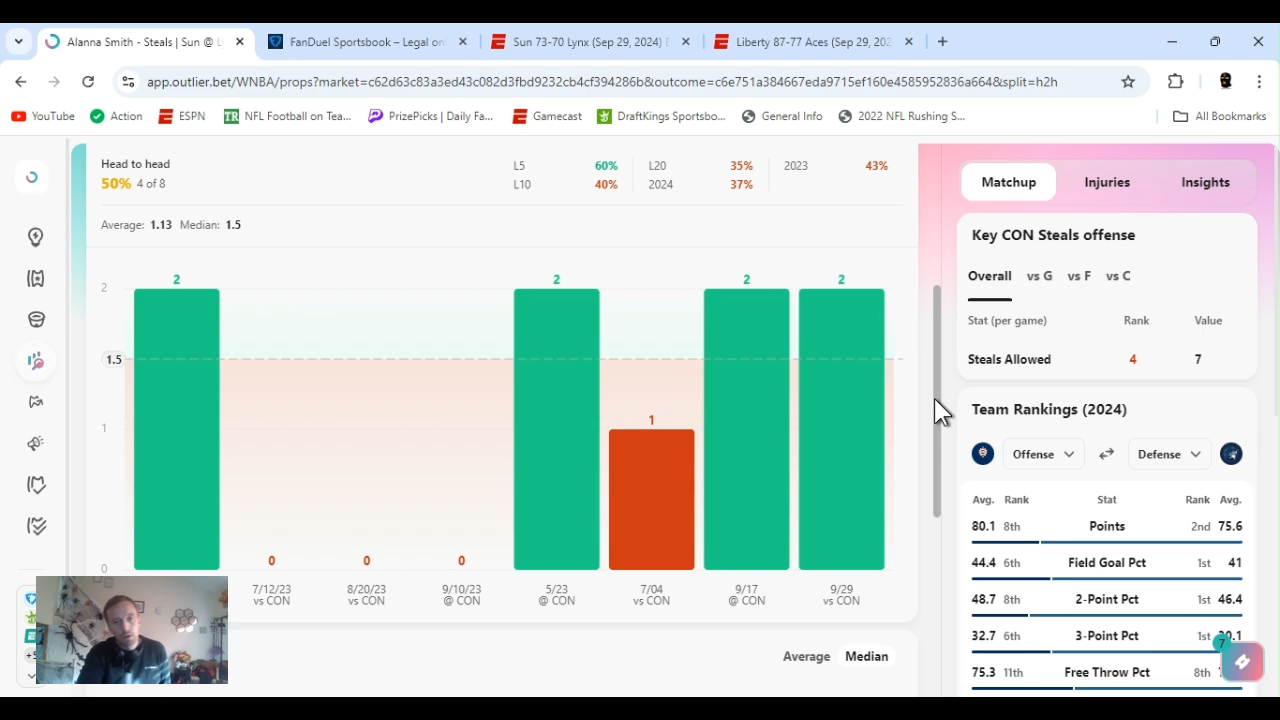 Alanna Smith - Steals | Sun @ L
FanDuel Sportsbook – Legal on
Sun 73-70 Lynx (Sep 29, 2024) E
Liberty 87-77 Aces (Sep 29, 202
app.outlier.bet/WNBA/props?market=c62d63c83a3ed43c082d3fbd9232cb4cf394286b&outcome=c6e751a384667eda9715ef160e4585952836a664&split=h2h
YouTube Action ESPN NFL Football on Tea... PrizePicks | Daily Fa... Gamecast DraftKings Sportsbo... General Info 2022 NFL Rushing S... All Bookmarks
Head to head
50% 4 of 8
L5 60% L20 35% 2023 43%
L10 40% 2024 37%
Average: 1.13 Median: 1.5
2 2 2 2
2
1.5
1
1
0 0 0
0
7/12/23 8/20/23 9/10/23 5/23 7/04 9/17 9/29
vs CON vs CON @ CON @ CON vs CON @ CON vs CON
Average Median
Matchup Injuries Insights
Key CON Steals offense
Overall vs G vs F vs C
Stat (per game) Rank Value
Steals Allowed 4 7
Team Rankings (2024)
Offense Defense
Avg. Rank Stat Rank Avg.
80.1 8th Points 2nd 75.6
44.4 6th Field Goal Pct 1st 41
48.7 8th 2-Point Pct 1st 46.4
32.7 6th 3-Point Pct 1st
7
75.3 11th Free Throw Pct 8th